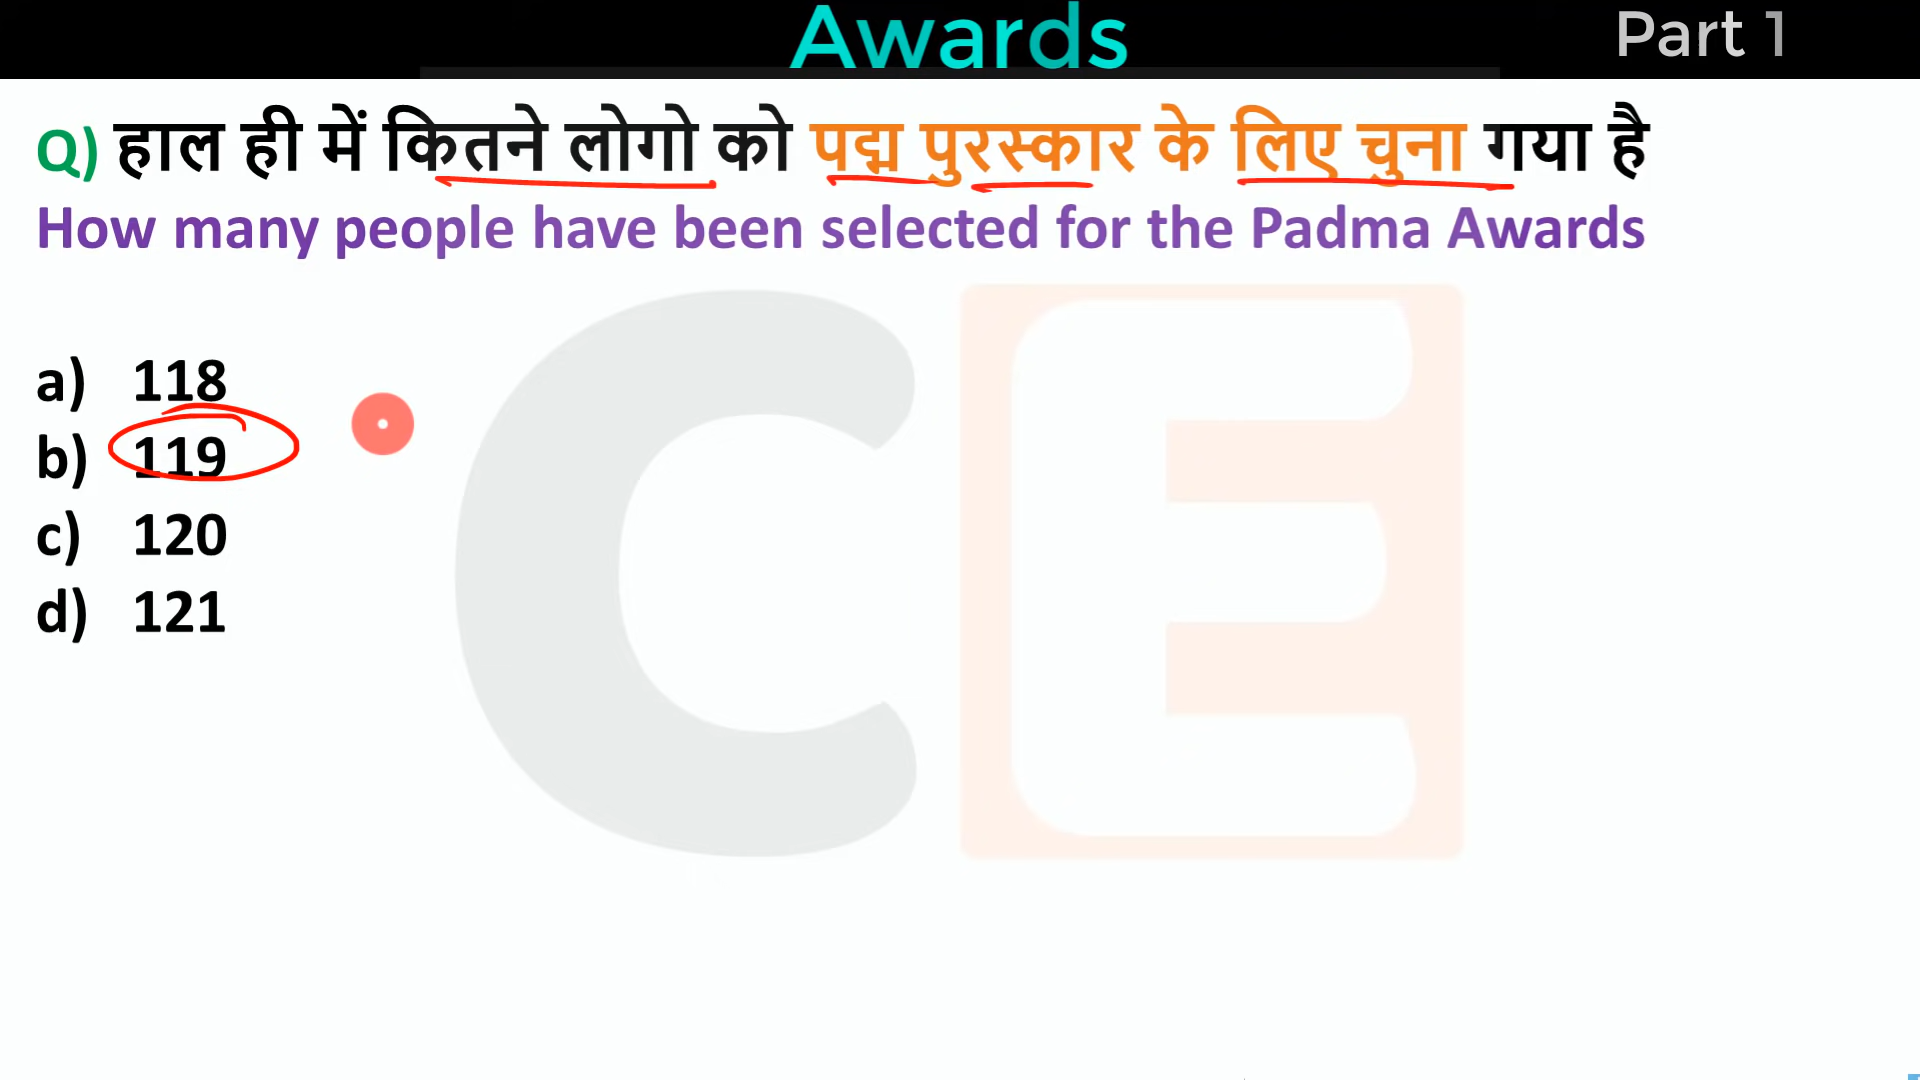 Awards
Part 1
Q) हाल ही में कितने लोगो को पद्म पुरस्कार के लिए चुना गया है
How many people have been selected for the Padma Awards
a) 118
b) 119
c) 120
d) 121
CE